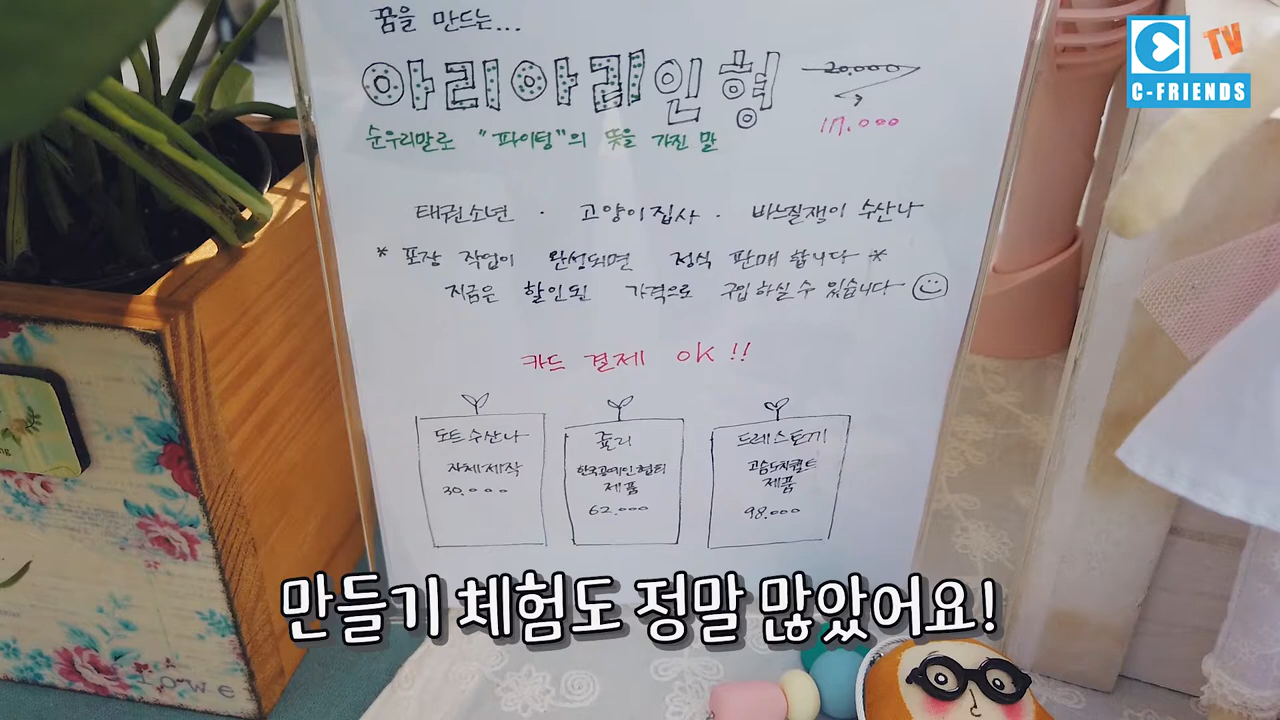 꿈을 만드는...
아리아리인형
20,000
17.000
순우리말로 "파이팅"의 뜻을 가진 말
태권소년 . 고양이집사 . 바느질쟁이 수산나
* 포장 작업이 완성되면 정식 판매 합니다 *
지금은 할인된 가격으로 구입 하실 수 있습니다
카드 결제 OK !!
도트수산나
자체제작
30.000
쥴리
한국공예인협회
제품
62.000
드레스토끼
고슴도치퀼트
제품
98.000
Love
만들기 체험도 정말 많았어요!
C TV
C-FRIENDS